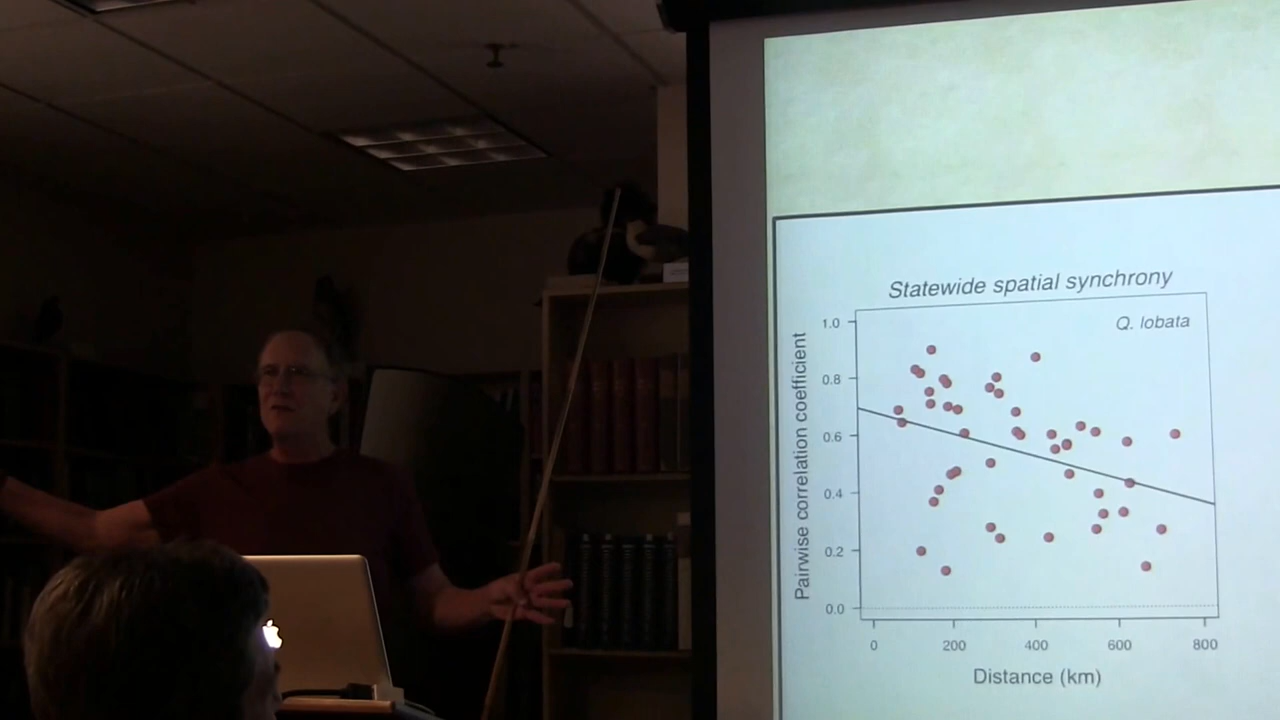 Statewide spatial synchrony
Q. lobata
Pairwise correlation coefficient
1.0
0.8
0.6
0.4
0.2
0.0
0 200 400 600 800
Distance (km)